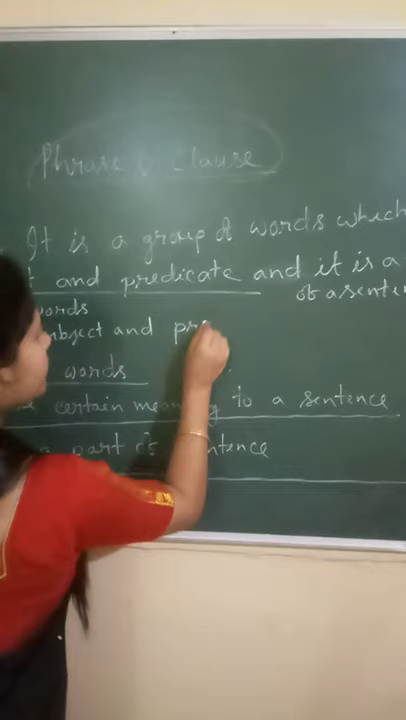 Phrase & Clause
It is a group of words which
t and predicate and it is a
of a senten
words
ubject and pre
words
certain meaning to a sentence
a part of sentence